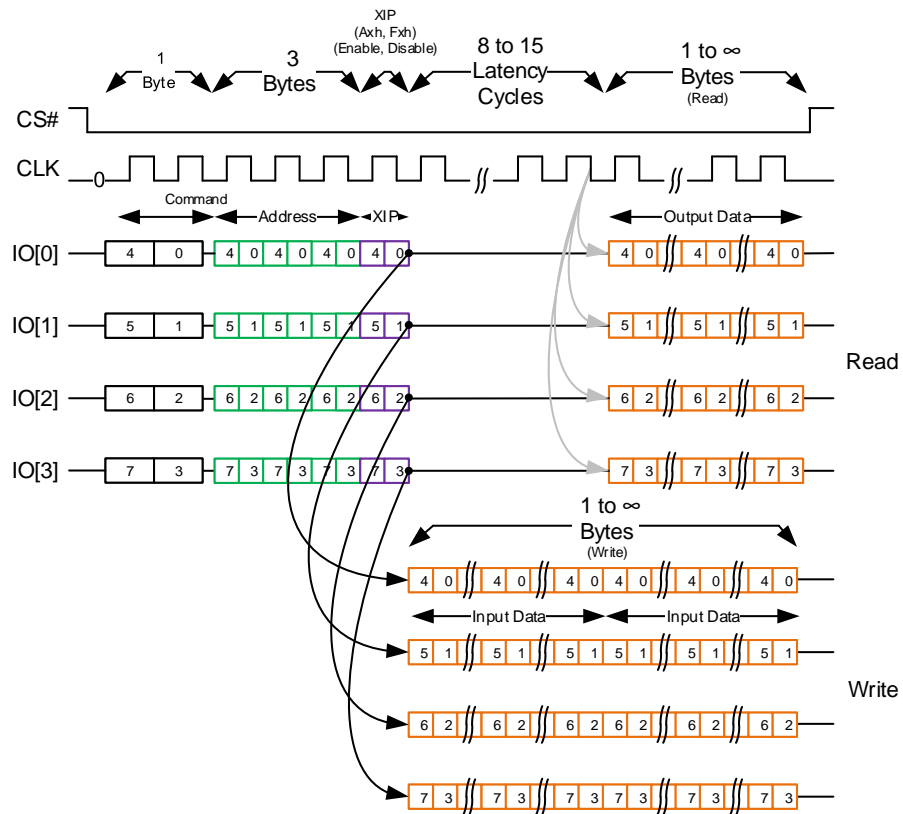 XIP
(Axh, Fxh)
(Enable, Disable)
1
Byte
3
Bytes
8 to 15
Latency
Cycles
1 to ∞
Bytes
(Read)
CS#
CLK
0
Command
Address
XIP
Output Data
IO[0]
4 0 4 0 4 0 4 0 4 0 4 0 4 0 4 0
IO[1]
5 1 5 1 5 1 5 1 5 1 5 1 5 1 5 1
Read
IO[2]
6 2 6 2 6 2 6 2 6 2 6 2 6 2 6 2
IO[3]
7 3 7 3 7 3 7 3 7 3 7 3 7 3 7 3
1 to ∞
Bytes
(Write)
4 0 4 0 4 0 4 0 4 0 4 0
Input Data Input Data
5 1 5 1 5 1 5 1 5 1 5 1
Write
6 2 6 2 6 2 6 2 6 2 6 2
7 3 7 3 7 3 7 3 7 3 7 3